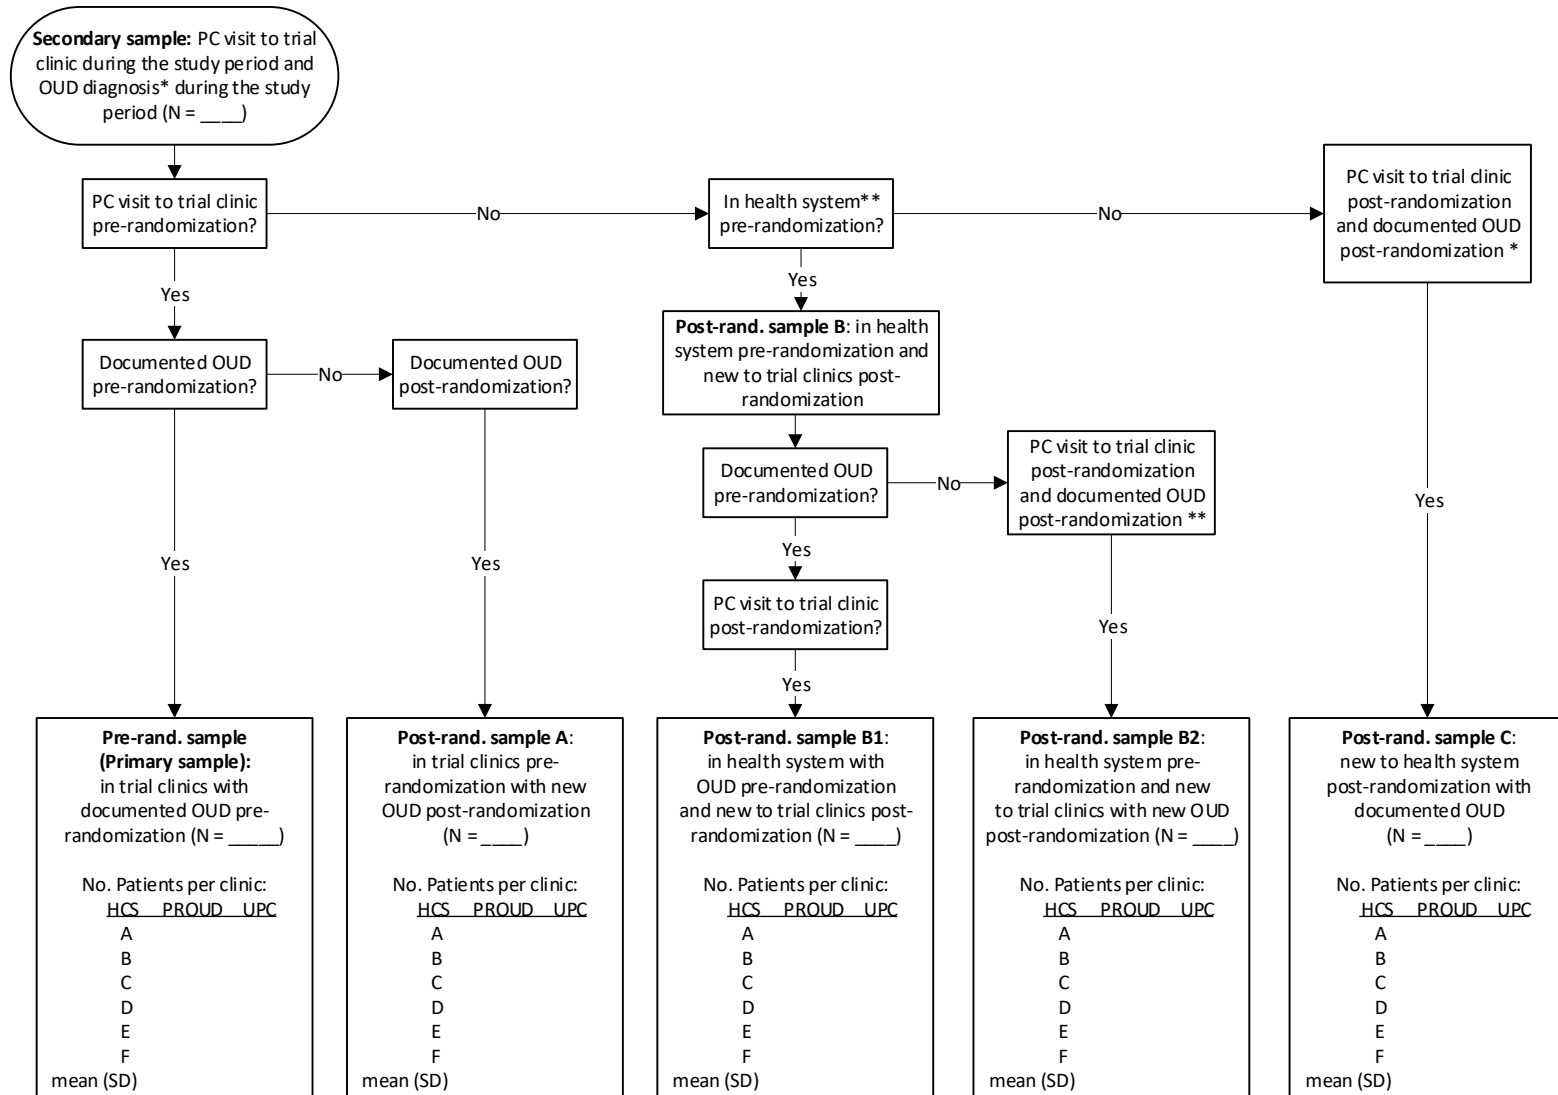 Secondary sample: PC visit to trial
clinic during the study period and
OUD diagnosis* during the study
period (N = ____)
PC visit to trial clinic
pre-randomization?
No
In health system**
pre-randomization?
No
PC visit to trial clinic
post-randomization
and documented OUD
post-randomization *
Yes
Yes
Documented OUD
pre-randomization?
No
Documented OUD
post-randomization?
Post-rand. sample B: in health
system pre-randomization and
new to trial clinics post-
randomization
Documented OUD
pre-randomization?
No
PC visit to trial clinic
post-randomization
and documented OUD
post-randomization **
Yes
Yes
Yes
Yes
PC visit to trial clinic
post-randomization?
Yes
Yes
Pre-rand. sample
(Primary sample):
in trial clinics with
documented OUD pre-
randomization (N = _____)
No. Patients per clinic:
HCS PROUD UPC
A
B
C
D
E
F
mean (SD)
Post-rand. sample A:
in trial clinics pre-
randomization with new
OUD post-randomization
(N = ____)
No. Patients per clinic:
HCS PROUD UPC
A
B
C
D
E
F
mean (SD)
Post-rand. sample B1:
in health system with
OUD pre-randomization
and new to trial clinics post-
randomization (N = ____)
No. Patients per clinic:
HCS PROUD UPC
A
B
C
D
E
F
mean (SD)
Post-rand. sample B2:
in health system pre-
randomization and new
to trial clinics with new OUD
post-randomization (N = ____)
No. Patients per clinic:
HCS PROUD UPC
A
B
C
D
E
F
mean (SD)
Post-rand. sample C:
new to health system
post-randomization with
documented OUD
(N = ____)
No. Patients per clinic:
HCS PROUD UPC
A
B
C
D
E
F
mean (SD)